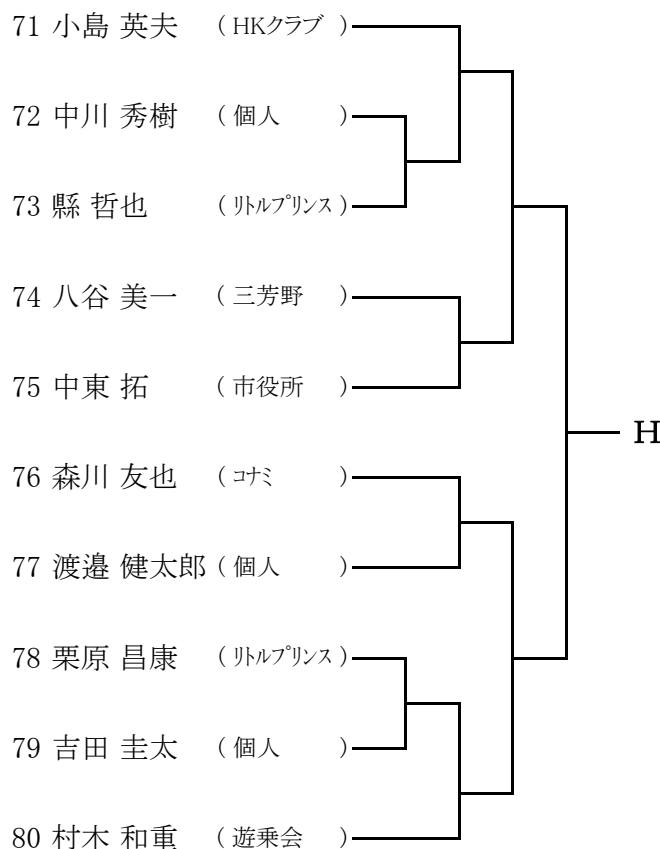 71 小島 英夫 (HKクラブ)
72 中川 秀樹 (個人)
73 縣 哲也 (リトルプリンス)
74 八谷 美一 (三芳野)
75 中東 拓 (市役所)
76 森川 友也 (コナミ)
77 渡邉 健太郎 (個人)
78 栗原 昌康 (リトルプリンス)
79 吉田 圭太 (個人)
80 村木 和重 (遊乗会)
H